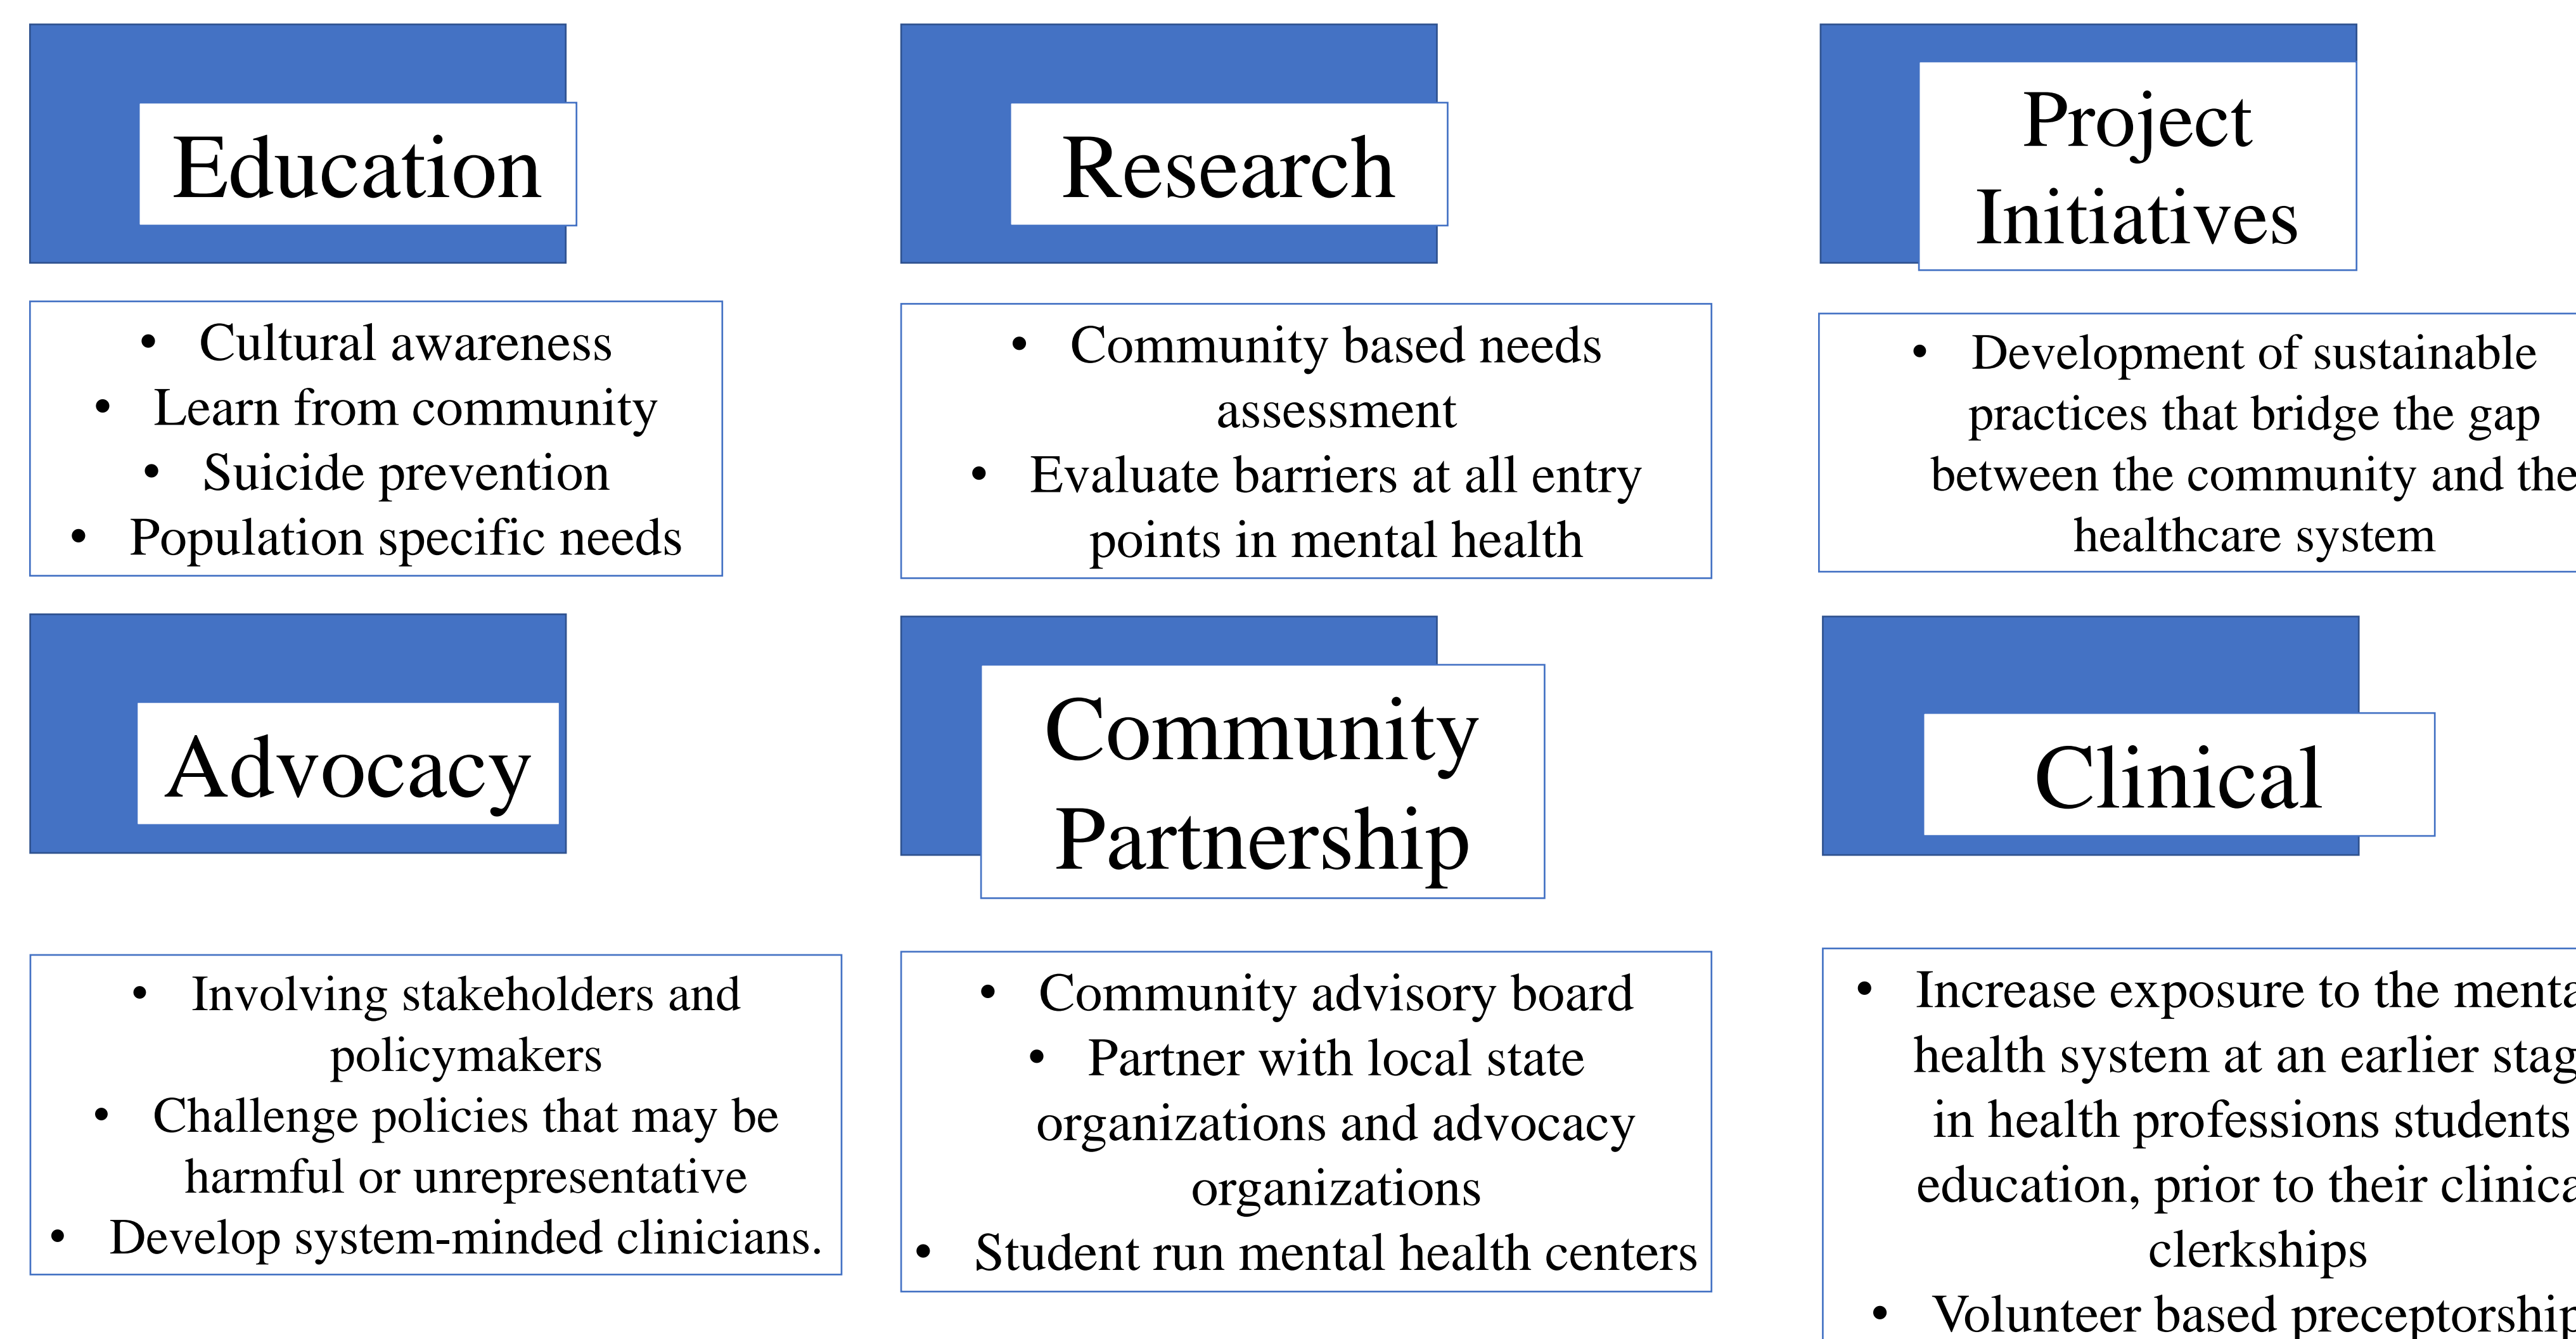 Education
• Cultural awareness
• Learn from community
• Suicide prevention
• Population specific needs
Research
• Community based needs
assessment
• Evaluate barriers at all entry
points in mental health
Project
Initiatives
• Development of sustainable
practices that bridge the gap
between the community and the
healthcare system
Advocacy
• Involving stakeholders and
policymakers
• Challenge policies that may be
harmful or unrepresentative
• Develop system-minded clinicians.
Community
Partnership
• Community advisory board
• Partner with local state
organizations and advocacy
organizations
• Student run mental health centers
Clinical
• Increase exposure to the menta
health system at an earlier stag
in health professions students
education, prior to their clinica
clerkships
• Volunteer based preceptorship